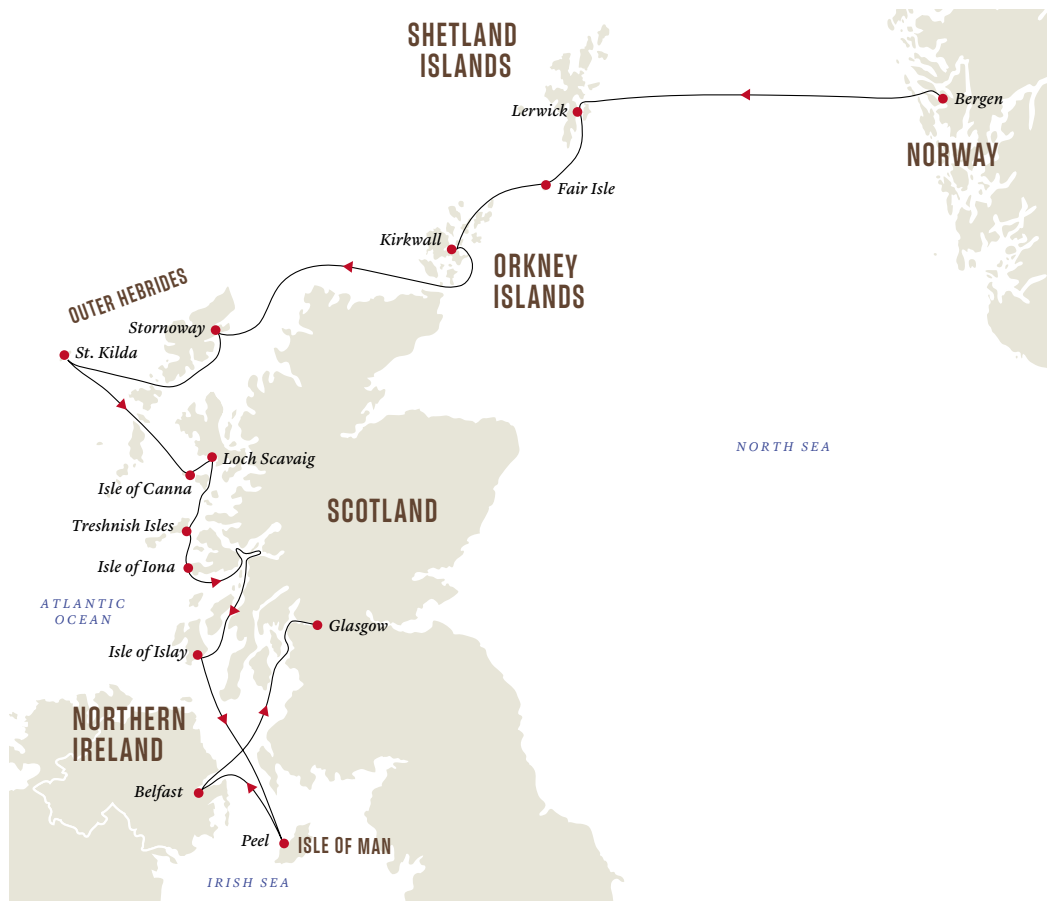 SHETLAND
ISLANDS
Lerwick
Bergen
NORWAY
Fair Isle
Kirkwall
ORKNEY
ISLANDS
OUTER HEBRIDES
Stornoway
St. Kilda
NORTH SEA
Loch Scavaig
Isle of Canna
SCOTLAND
Treshnish Isles
Isle of Iona
ATLANTIC
OCEAN
Glasgow
Isle of Islay
NORTHERN
IRELAND
Belfast
Peel
ISLE OF MAN
IRISH SEA